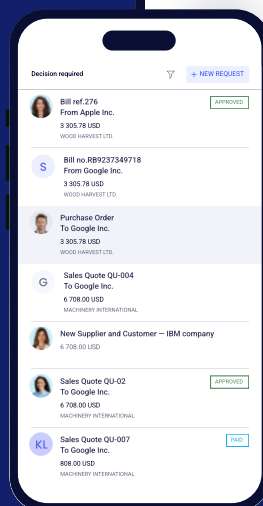 Decision required
+ NEW REQUEST
Bill ref.276
APPROVED
From Apple Inc.
3 305.78 USD
WOOD HARVEST LTD.
S
Bill no.RB9237349718
From Google Inc.
3 305.78 USD
WOOD HARVEST LTD.
Purchase Order
To Google Inc.
3 305.78 USD
WOOD HARVEST LTD.
G
Sales Quote QU-004
To Google Inc.
6 708.00 USD
MACHINERY INTERNATIONAL
New Supplier and Customer — IBM company
6 708.00 USD
Sales Quote QU-02
APPROVED
To Google Inc.
6 708.00 USD
MACHINERY INTERNATIONAL
KL
Sales Quote QU-007
PAID
To Google Inc.
808.00 USD
MACHINERY INTERNATIONAL